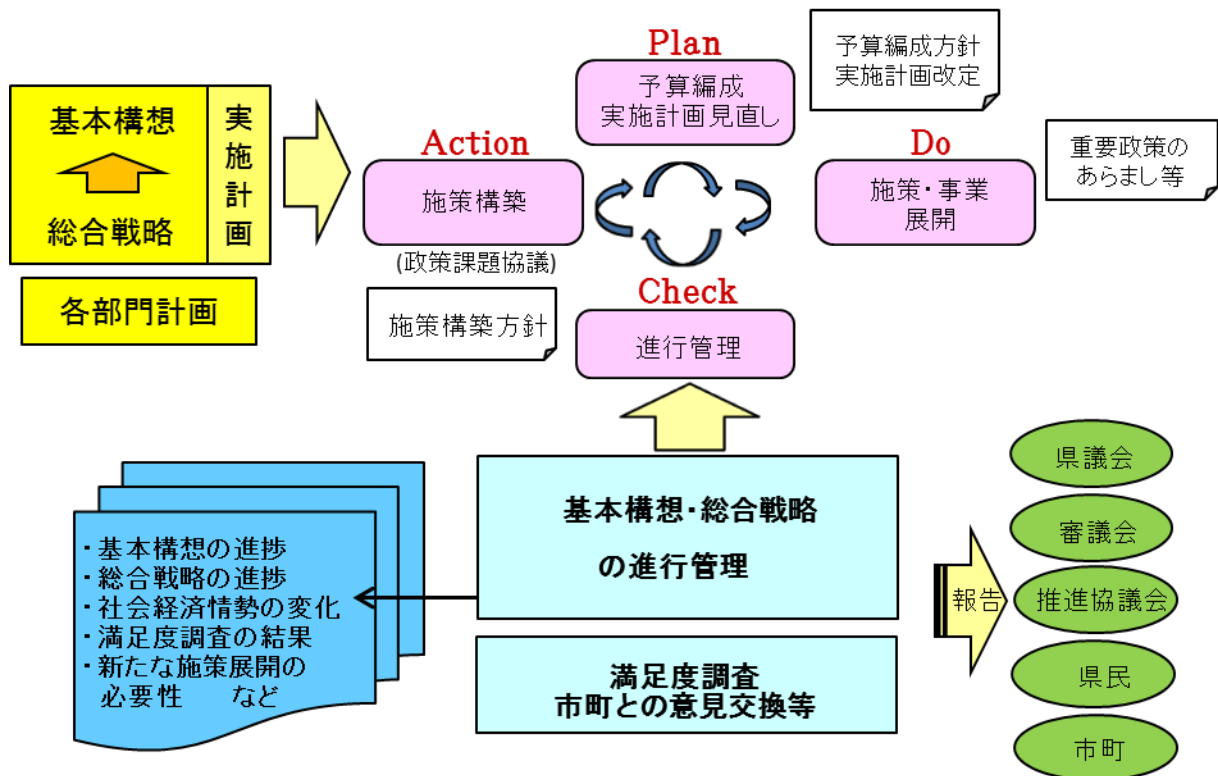 基本構想
総合戦略
実施計画
各部門計画
Plan
予算編成
実施計画見直し
予算編成方針
実施計画改定
Action
施策構築
(政策課題協議)
施策構築方針
Do
施策・事業
展開
重要政策の
あらまし等
Check
進行管理
基本構想・総合戦略
の進行管理
満足度調査
市町との意見交換等
・基本構想の進捗
・総合戦略の進捗
・社会経済情勢の変化
・満足度調査の結果
・新たな施策展開の
必要性 など
報告
県議会
審議会
推進協議会
県民
市町